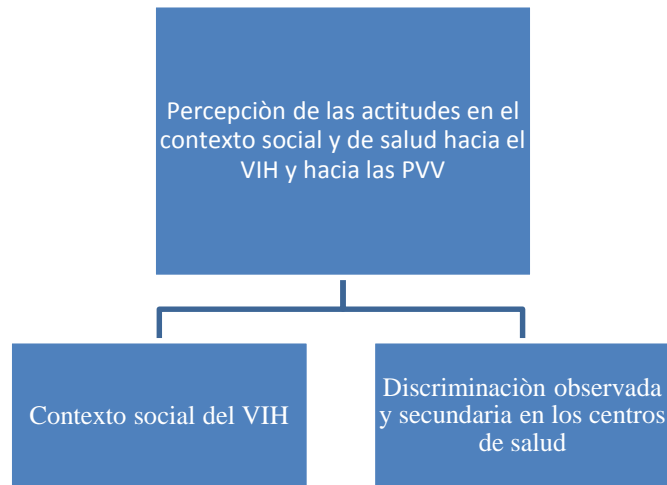 Percepciòn de las actitudes en el
contexto social y de salud hacia el
VIH y hacia las PVV
Contexto social del VIH
Discriminaciòn observada
y secundaria en los centros
de salud